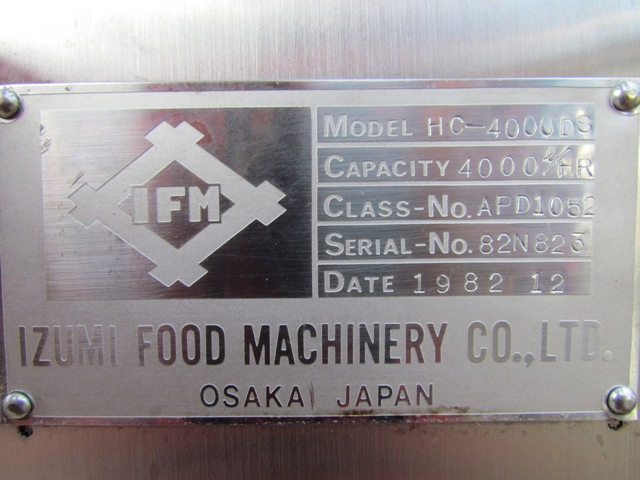 IFM
MODEL HC-4000DS
CAPACITY 4000 ℓ/HR
CLASS-NO. APD1052
SERIAL-NO. 82N823
DATE 1982 12
IZUMI FOOD MACHINERY CO., LTD.
OSAKA JAPAN